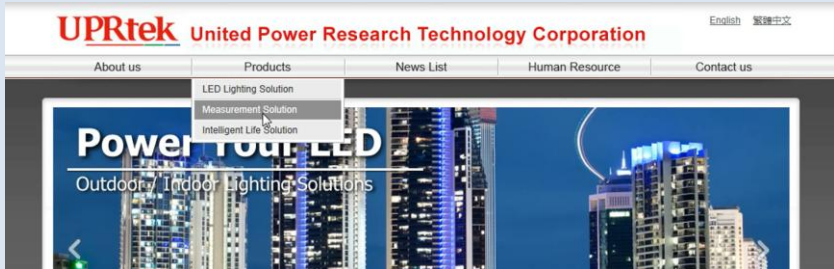 UPRtek United Power Research Technology Corporation
English 繁體中文
About us Products News List Human Resource Contact us
LED Lighting Solution
Measurement Solution
Intelligent Life Solution
Power Your LED
Outdoor / Indoor Lighting Solutions